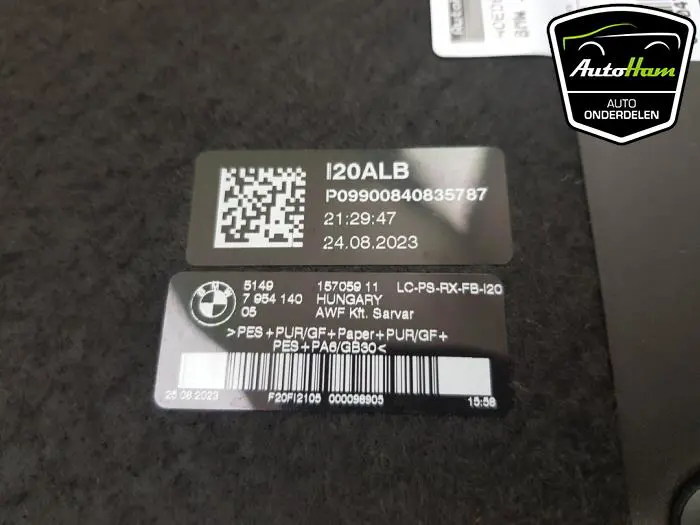 AutoHam
AUTO
ONDERDELEN
I20ALB
P09900840835787
21:29:47
24.08.2023
BMW
5149 15705911 LC-PS-RX-FB-I20
7 954 140 HUNGARY
05 AWF Kft. Sarvar
>PES+PUR/GF+Paper+PUR/GF+
PES+PA6/GB30<
25.08.2023 F20FI2105 000098905 15:58